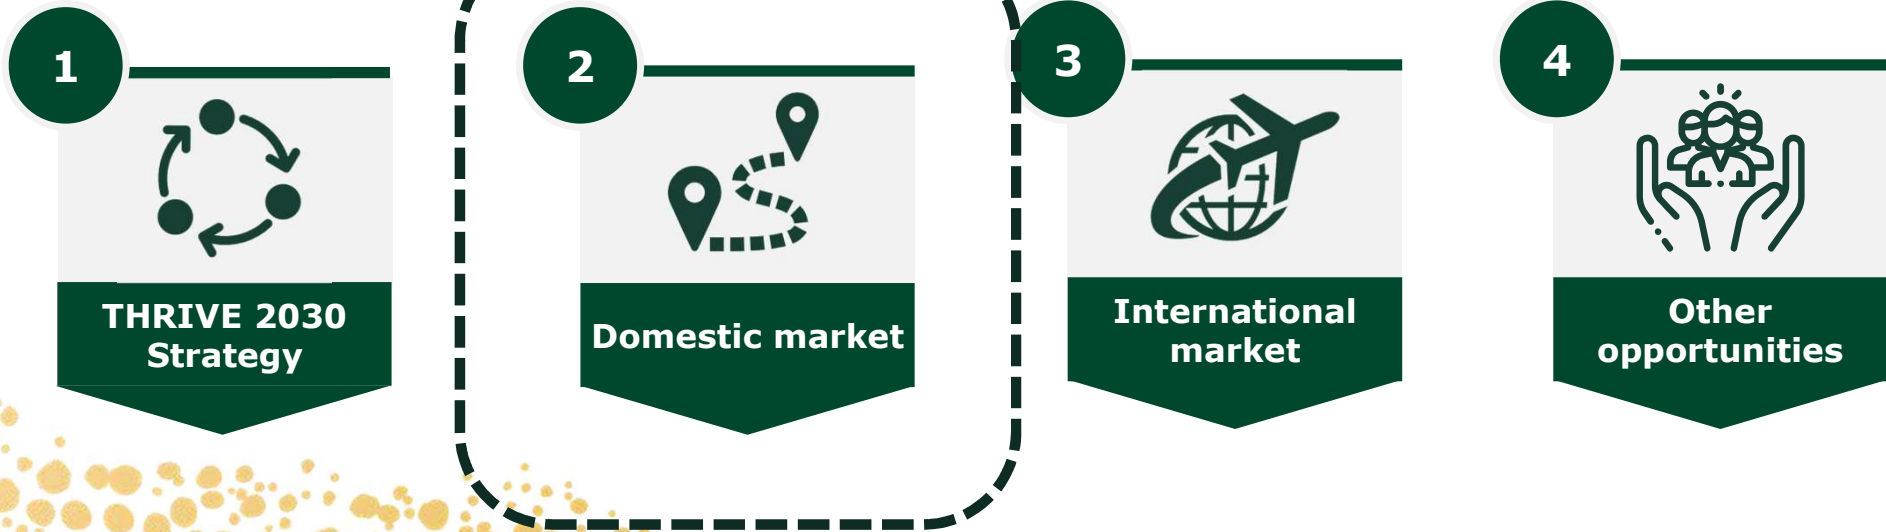 1
THRIVE 2030
Strategy
2
Domestic market
3
International
market
4
Other
opportunities